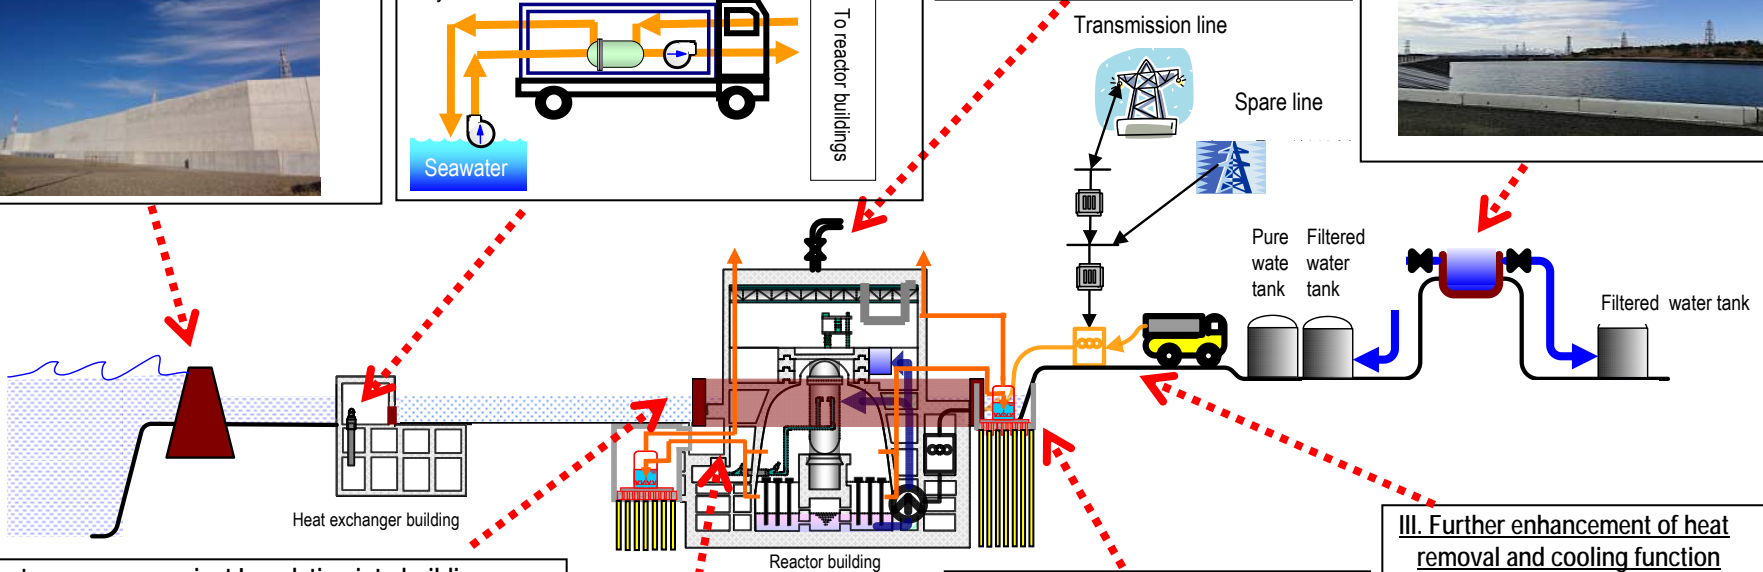 To reactor buildings
Seawater
Transmission line
Spare line
Pure
wate
tank
Filtered
water
tank
Filtered water tank
Heat exchanger building
Reactor building
III. Further enhancement of heat
removal and cooling function